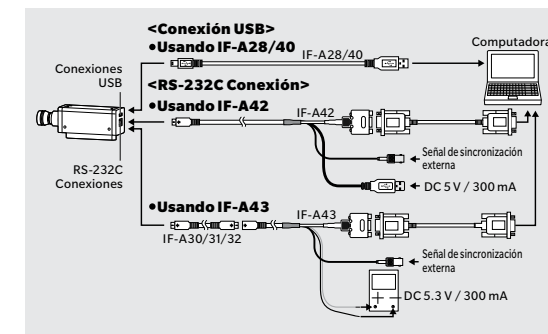 <Conexión USB>
•Usando IF-A28/40
IF-A28/40
Computadora
Conexiones
USB
<RS-232C Conexión>
•Usando IF-A42
IF-A42
Señal de sincronización
externa
RS-232C
Conexiones
DC 5 V / 300 mA
•Usando IF-A43
IF-A43
IF-A30/31/32
Señal de sincronización
externa
DC 5.3 V / 300 mA